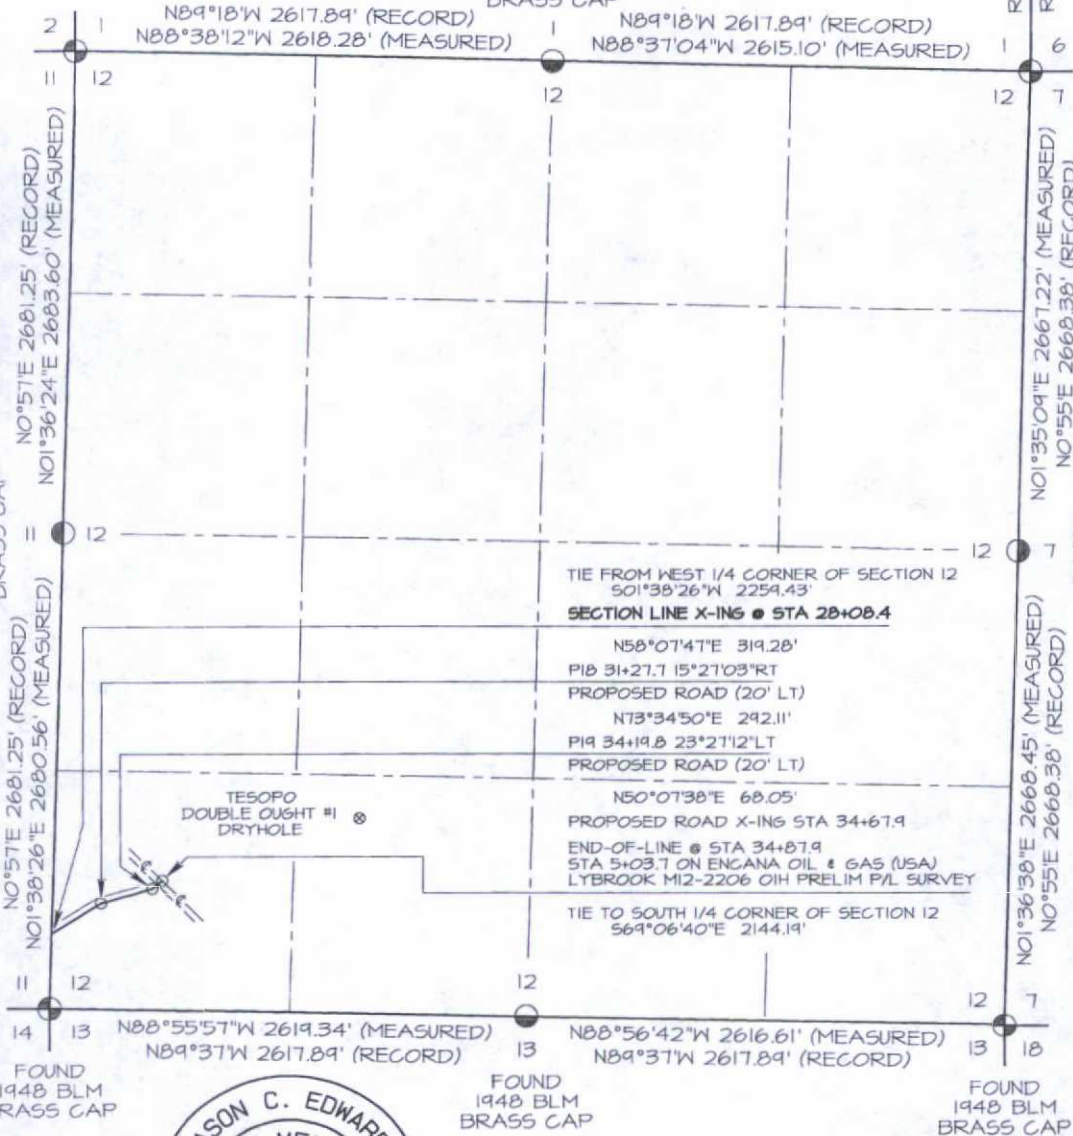 BRASS CAP
R
R
N89°18'W 2617.89' (RECORD)
N88°38'12"W 2618.28' (MEASURED)
N89°18'W 2617.89' (RECORD)
N88°37'04"W 2615.10' (MEASURED)
2 1
1
1 6
11 12
12
12 7
N0°57'E 2681.25' (RECORD)
N01°36'24"E 2683.60' (MEASURED)
N01°35'09"E 2667.22' (MEASURED)
N0°55'E 2668.38' (RECORD)
BRASS CAP
11 12
12 7
TIE FROM WEST 1/4 CORNER OF SECTION 12
S01°38'26"W 2259.43'
SECTION LINE X-ING @ STA 28+08.4
N58°07'47"E 319.28'
PI8 31+27.7 15°27'03"RT
PROPOSED ROAD (20' LT)
N73°34'50"E 292.11'
PI9 34+19.8 23°27'12"LT
PROPOSED ROAD (20' LT)
N50°07'38"E 68.05'
PROPOSED ROAD X-ING STA 34+67.9
END-OF-LINE @ STA 34+87.9
STA 5+03.7 ON ENCANA OIL & GAS (USA)
LYBROOK M12-2206 01H PRELIM P/L SURVEY
TIE TO SOUTH 1/4 CORNER OF SECTION 12
S69°06'40"E 2144.19'
TESOPO
DOUBLE OUGHT #1
DRYHOLE
N0°57'E 2681.25' (RECORD)
N01°38'26"E 2680.56' (MEASURED)
N01°36'38"E 2668.45' (MEASURED)
N0°55'E 2668.38' (RECORD)
11 12
12
12 7
14 13
13
13 18
N88°55'57"W 2619.34' (MEASURED)
N89°37'W 2617.89' (RECORD)
N88°56'42"W 2616.61' (MEASURED)
N89°37'W 2617.89' (RECORD)
FOUND
1948 BLM
BRASS CAP
FOUND
1948 BLM
BRASS CAP
FOUND
1948 BLM
BRASS CAP
JASON C. EDWARD